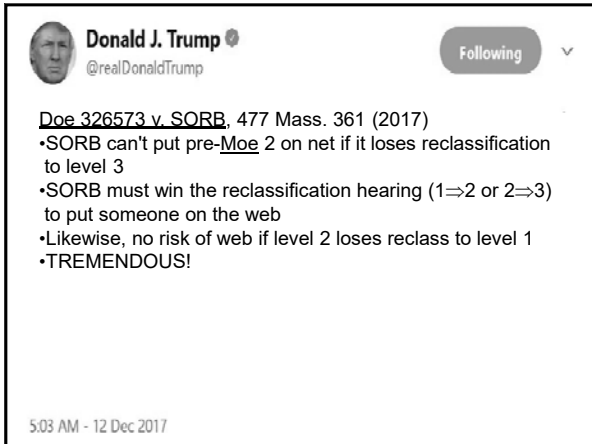 Donald J. Trump
@realDonaldTrump
Following
Doe 326573 v. SORB, 477 Mass. 361 (2017)
•SORB can't put pre-Moe 2 on net if it loses reclassification
to level 3
•SORB must win the reclassification hearing (1⇒2 or 2⇒3)
to put someone on the web
•Likewise, no risk of web if level 2 loses reclass to level 1
•TREMENDOUS!
5:03 AM - 12 Dec 2017